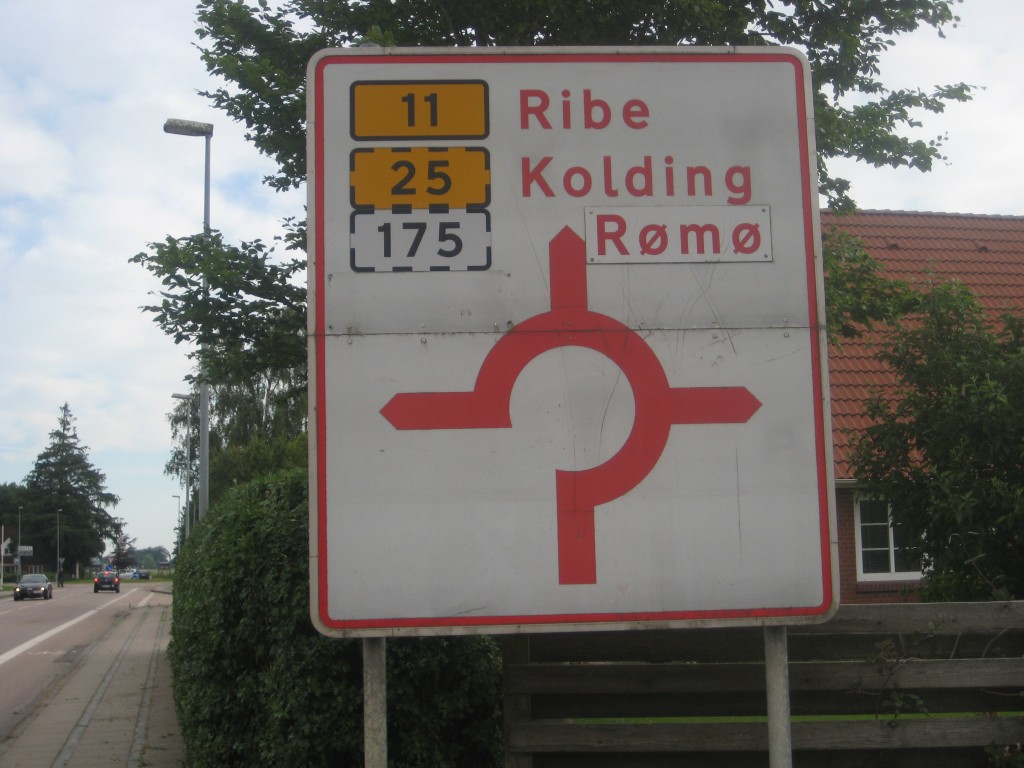 11 Ribe
25 Kolding
175 Rømø